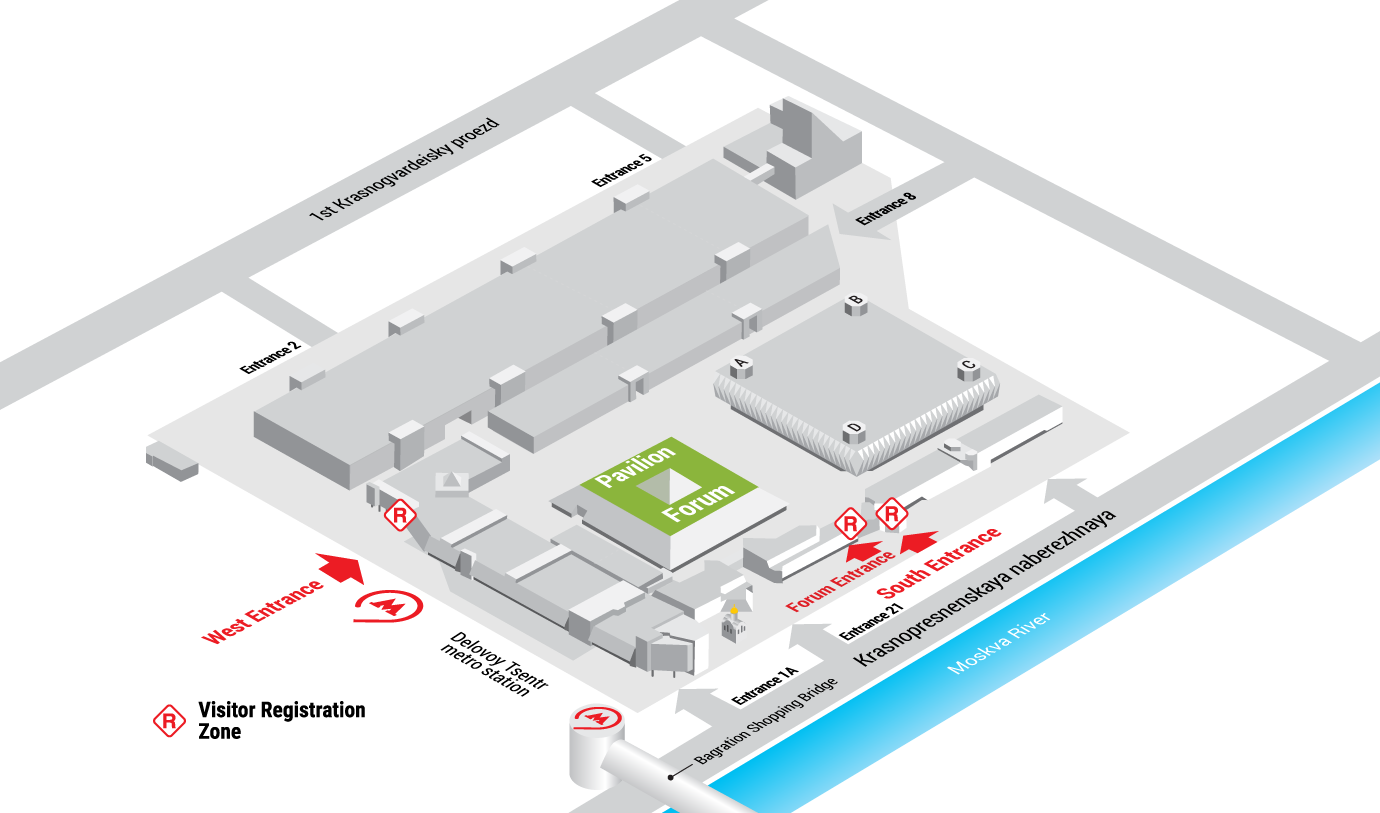 1st Krasnogvardeisky proezd
Entrance 5
Entrance 8
Entrance 2
B
A
C
D
Pavilion
Forum
R
R
R
West Entrance
Forum Entrance
South Entrance
Entrance 21
Krasnopresnenskaya naberezhnaya
Moskva River
Delovoy Tsentr
metro station
Entrance 1A
Bagration Shopping Bridge
R
Visitor Registration
Zone